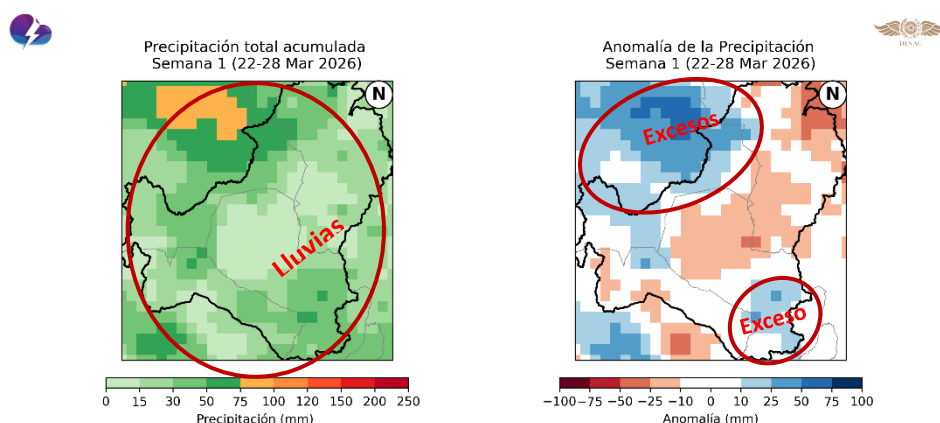 Precipitación total acumulada
Semana 1 (22-28 Mar 2026)
N
Lluvias
0 15 30 50 75 100 120 150 200 250
Precipitación (mm)
DINAC
Anomalía de la Precipitación
Semana 1 (22-28 Mar 2026)
N
Excesos
Exceso
−100 −75 −50 −25 −10 0 10 25 50 75 100
Anomalía (mm)